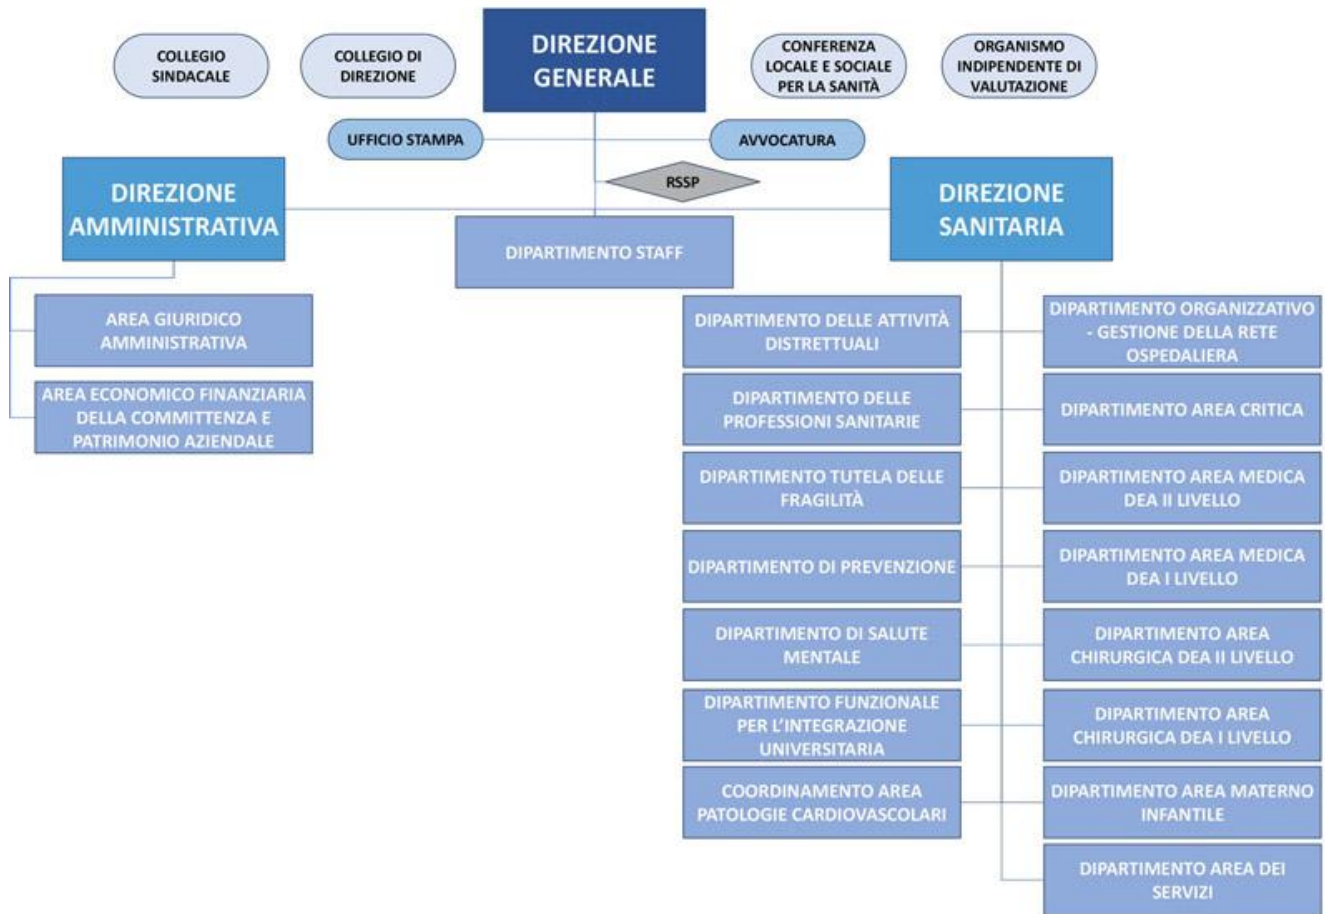 COLLEGIO
SINDACALE
COLLEGIO DI
DIREZIONE
DIREZIONE
GENERALE
CONFERENZA
LOCALE E SOCIALE
PER LA SANITÀ
ORGANISMO
INDIPENDENTE DI
VALUTAZIONE
UFFICIO STAMPA
AVVOCATURA
RSSP
DIREZIONE
AMMINISTRATIVA
DIPARTIMENTO STAFF
DIREZIONE
SANITARIA
AREA GIURIDICO
AMMINISTRATIVA
AREA ECONOMICO FINANZIARIA
DELLA COMMITTENZA E
PATRIMONIO AZIENDALE
DIPARTIMENTO DELLE ATTIVITÀ
DISTRETTUALI
DIPARTIMENTO DELLE
PROFESSIONI SANITARIE
DIPARTIMENTO TUTELA DELLE
FRAGILITÀ
DIPARTIMENTO DI PREVENZIONE
DIPARTIMENTO DI SALUTE
MENTALE
DIPARTIMENTO FUNZIONALE
PER L'INTEGRAZIONE
UNIVERSITARIA
COORDINAMENTO AREA
PATOLOGIE CARDIOVASCOLARI
DIPARTIMENTO ORGANIZZATIVO
- GESTIONE DELLA RETE
OSPEDALIERA
DIPARTIMENTO AREA CRITICA
DIPARTIMENTO AREA MEDICA
DEA II LIVELLO
DIPARTIMENTO AREA MEDICA
DEA I LIVELLO
DIPARTIMENTO AREA
CHIRURGICA DEA II LIVELLO
DIPARTIMENTO AREA
CHIRURGICA DEA I LIVELLO
DIPARTIMENTO AREA MATERNO
INFANTILE
DIPARTIMENTO AREA DEI
SERVIZI